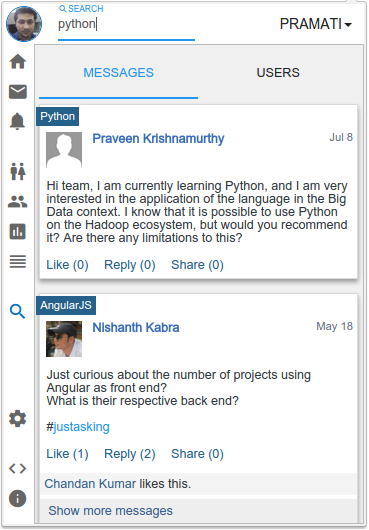 SEARCH
python
PRAMATI
MESSAGES
USERS
Python
Praveen Krishnamurthy
Jul 8
Hi team, I am currently learning Python, and I am very
interested in the application of the language in the Big
Data context. I know that it is possible to use Python
on the Hadoop ecosystem, but would you recommend
it? Are there any limitations to this?
Like (0) Reply (0) Share (0)
AngularJS
Nishanth Kabra
May 18
Just curious about the number of projects using
Angular as front end?
What is their respective back end?
#justasking
Like (1) Reply (2) Share (0)
Chandan Kumar likes this.
Show more messages